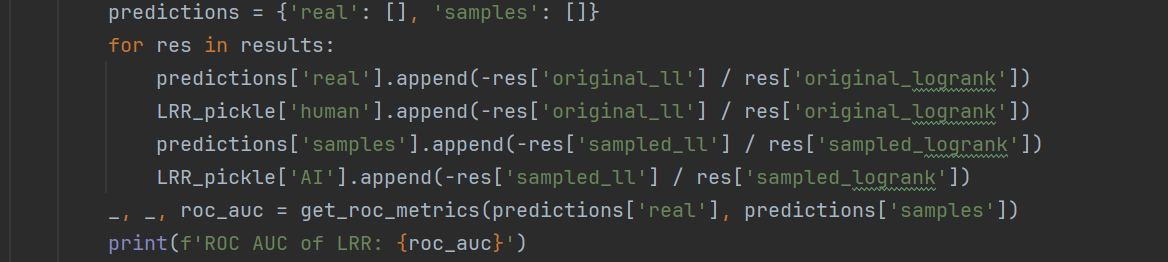 predictions = {'real': [], 'samples': []}
for res in results:
predictions['real'].append(-res['original_ll'] / res['original_logrank'])
LRR_pickle['human'].append(-res['original_ll'] / res['original_logrank'])
predictions['samples'].append(-res['sampled_ll'] / res['sampled_logrank'])
LRR_pickle['AI'].append(-res['sampled_ll'] / res['sampled_logrank'])
_, _, roc_auc = get_roc_metrics(predictions['real'], predictions['samples'])
print(f'ROC AUC of LRR: {roc_auc}')